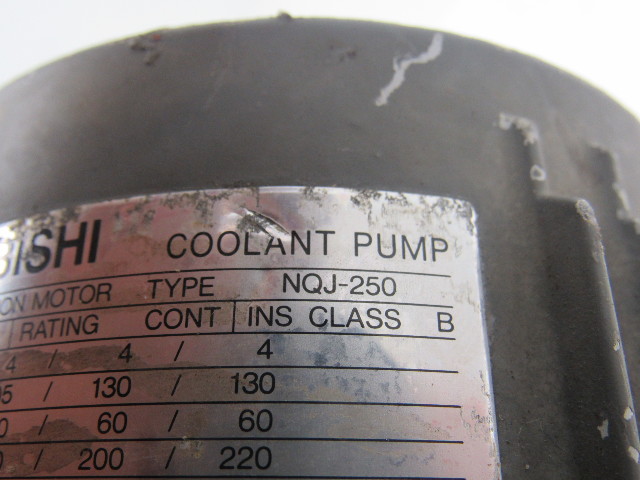 BISHI COOLANT PUMP
ON MOTOR TYPE NQJ-250
RATING CONT INS CLASS B
4 / 4 / 4
05 / 130 / 130
0 / 60 / 60
0 / 200 / 220